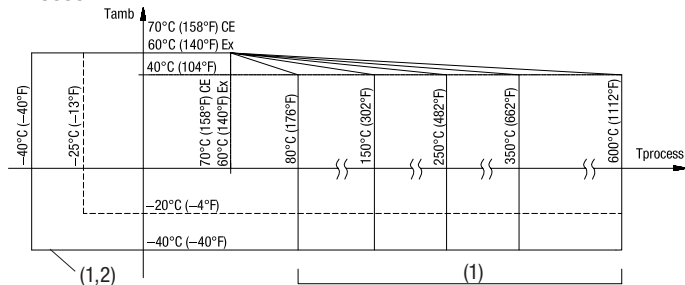 Tamb
70°C (158°F) CE
60°C (140°F) Ex
40°C (104°F)
−40°C (−40°F)
−25°C (−13°F)
70°C (158°F) CE
60°C (140°F) Ex
80°C (176°F)
150°C (302°F)
250°C (482°F)
350°C (662°F)
600°C (1112°F)
Tprocess
−20°C (−4°F)
−40°C (−40°F)
(1,2)
(1)